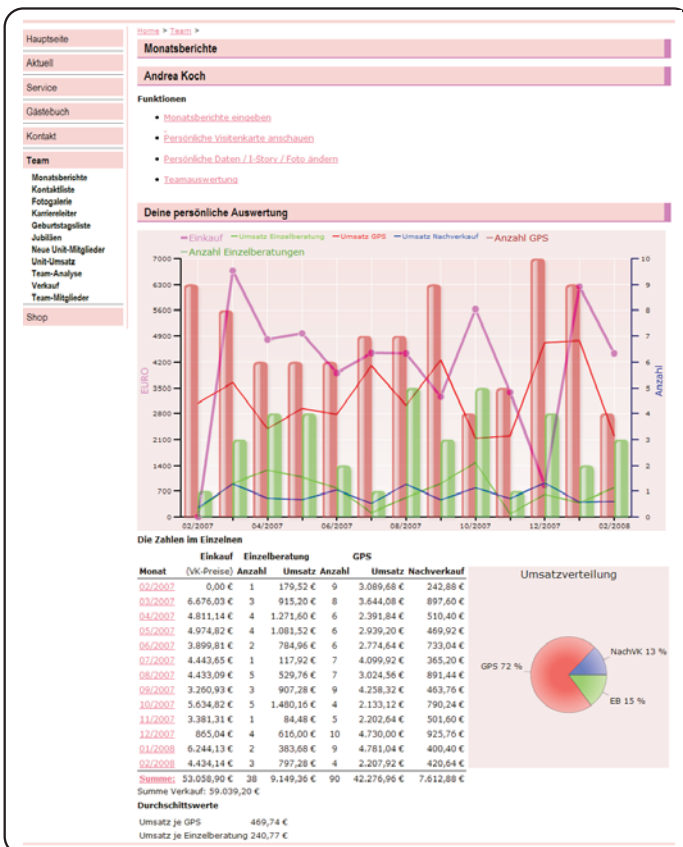 Hauptseite
Aktuell
Service
Gästebuch
Kontakt
Team
Monatsberichte
Kontaktliste
Fotogalerie
Karriereleiter
Geburtstagsliste
Jubiläen
Neue Unit-Mitglieder
Unit-Umsatz
Team-Analyse
Verkauf
Team-Mitglieder
Shop
Home > Team >
Monatsberichte
Andrea Koch
Funktionen
• Monatsberichte eingeben
• Persönliche Visitenkarte anschauen
• Persönliche Daten / I-Story / Foto ändern
• Teamauswertung
Deine persönliche Auswertung
Einkauf Umsatz Einzelberatung Umsatz GPS Umsatz Nachverkauf Anzahl GPS
Anzahl Einzelberatungen
7000 10
6300 9
5600 8
4900 7
4200 6
3500 5
2800 4
2100 3
1400 2
700 1
0 0
EURO
Anzahl
02/2007 04/2007 06/2007 08/2007 10/2007 12/2007 02/2008
Die Zahlen im Einzelnen
Einkauf Einzelberatung GPS
Monat (VK-Preise) Anzahl Umsatz Anzahl Umsatz Nachverkauf
02/2007 0,00 € 1 179,52 € 9 3.089,68 € 242,88 €
03/2007 6.676,03 € 3 915,20 € 8 3.644,08 € 897,60 €
04/2007 4.811,14 € 4 1.271,60 € 6 2.391,84 € 510,40 €
05/2007 4.974,82 € 4 1.081,52 € 6 2.939,20 € 469,92 €
06/2007 3.899,81 € 2 784,96 € 6 2.774,64 € 733,04 €
07/2007 4.443,65 € 1 117,92 € 7 4.099,92 € 365,20 €
08/2007 4.433,09 € 5 529,76 € 7 3.024,56 € 891,44 €
09/2007 3.260,93 € 3 907,28 € 9 4.258,32 € 463,76 €
10/2007 5.634,82 € 5 1.480,16 € 4 2.133,12 € 790,24 €
11/2007 3.381,31 € 1 84,48 € 5 2.202,64 € 501,60 €
12/2007 865,04 € 4 616,00 € 10 4.730,00 € 925,76 €
01/2008 6.244,13 € 2 383,68 € 9 4.781,04 € 400,40 €
02/2008 4.434,14 € 3 797,28 € 4 2.207,92 € 420,64 €
Summe: 53.058,90 € 38 9.149,36 € 90 42.276,96 € 7.612,88 €
Summe Verkauf: 59.039,20 €
Durchschittswerte
Umsatz je GPS 469,74 €
Umsatz je Einzelberatung 240,77 €
Umsatzverteilung
NachVK 13 %
GPS 72 %
EB 15 %